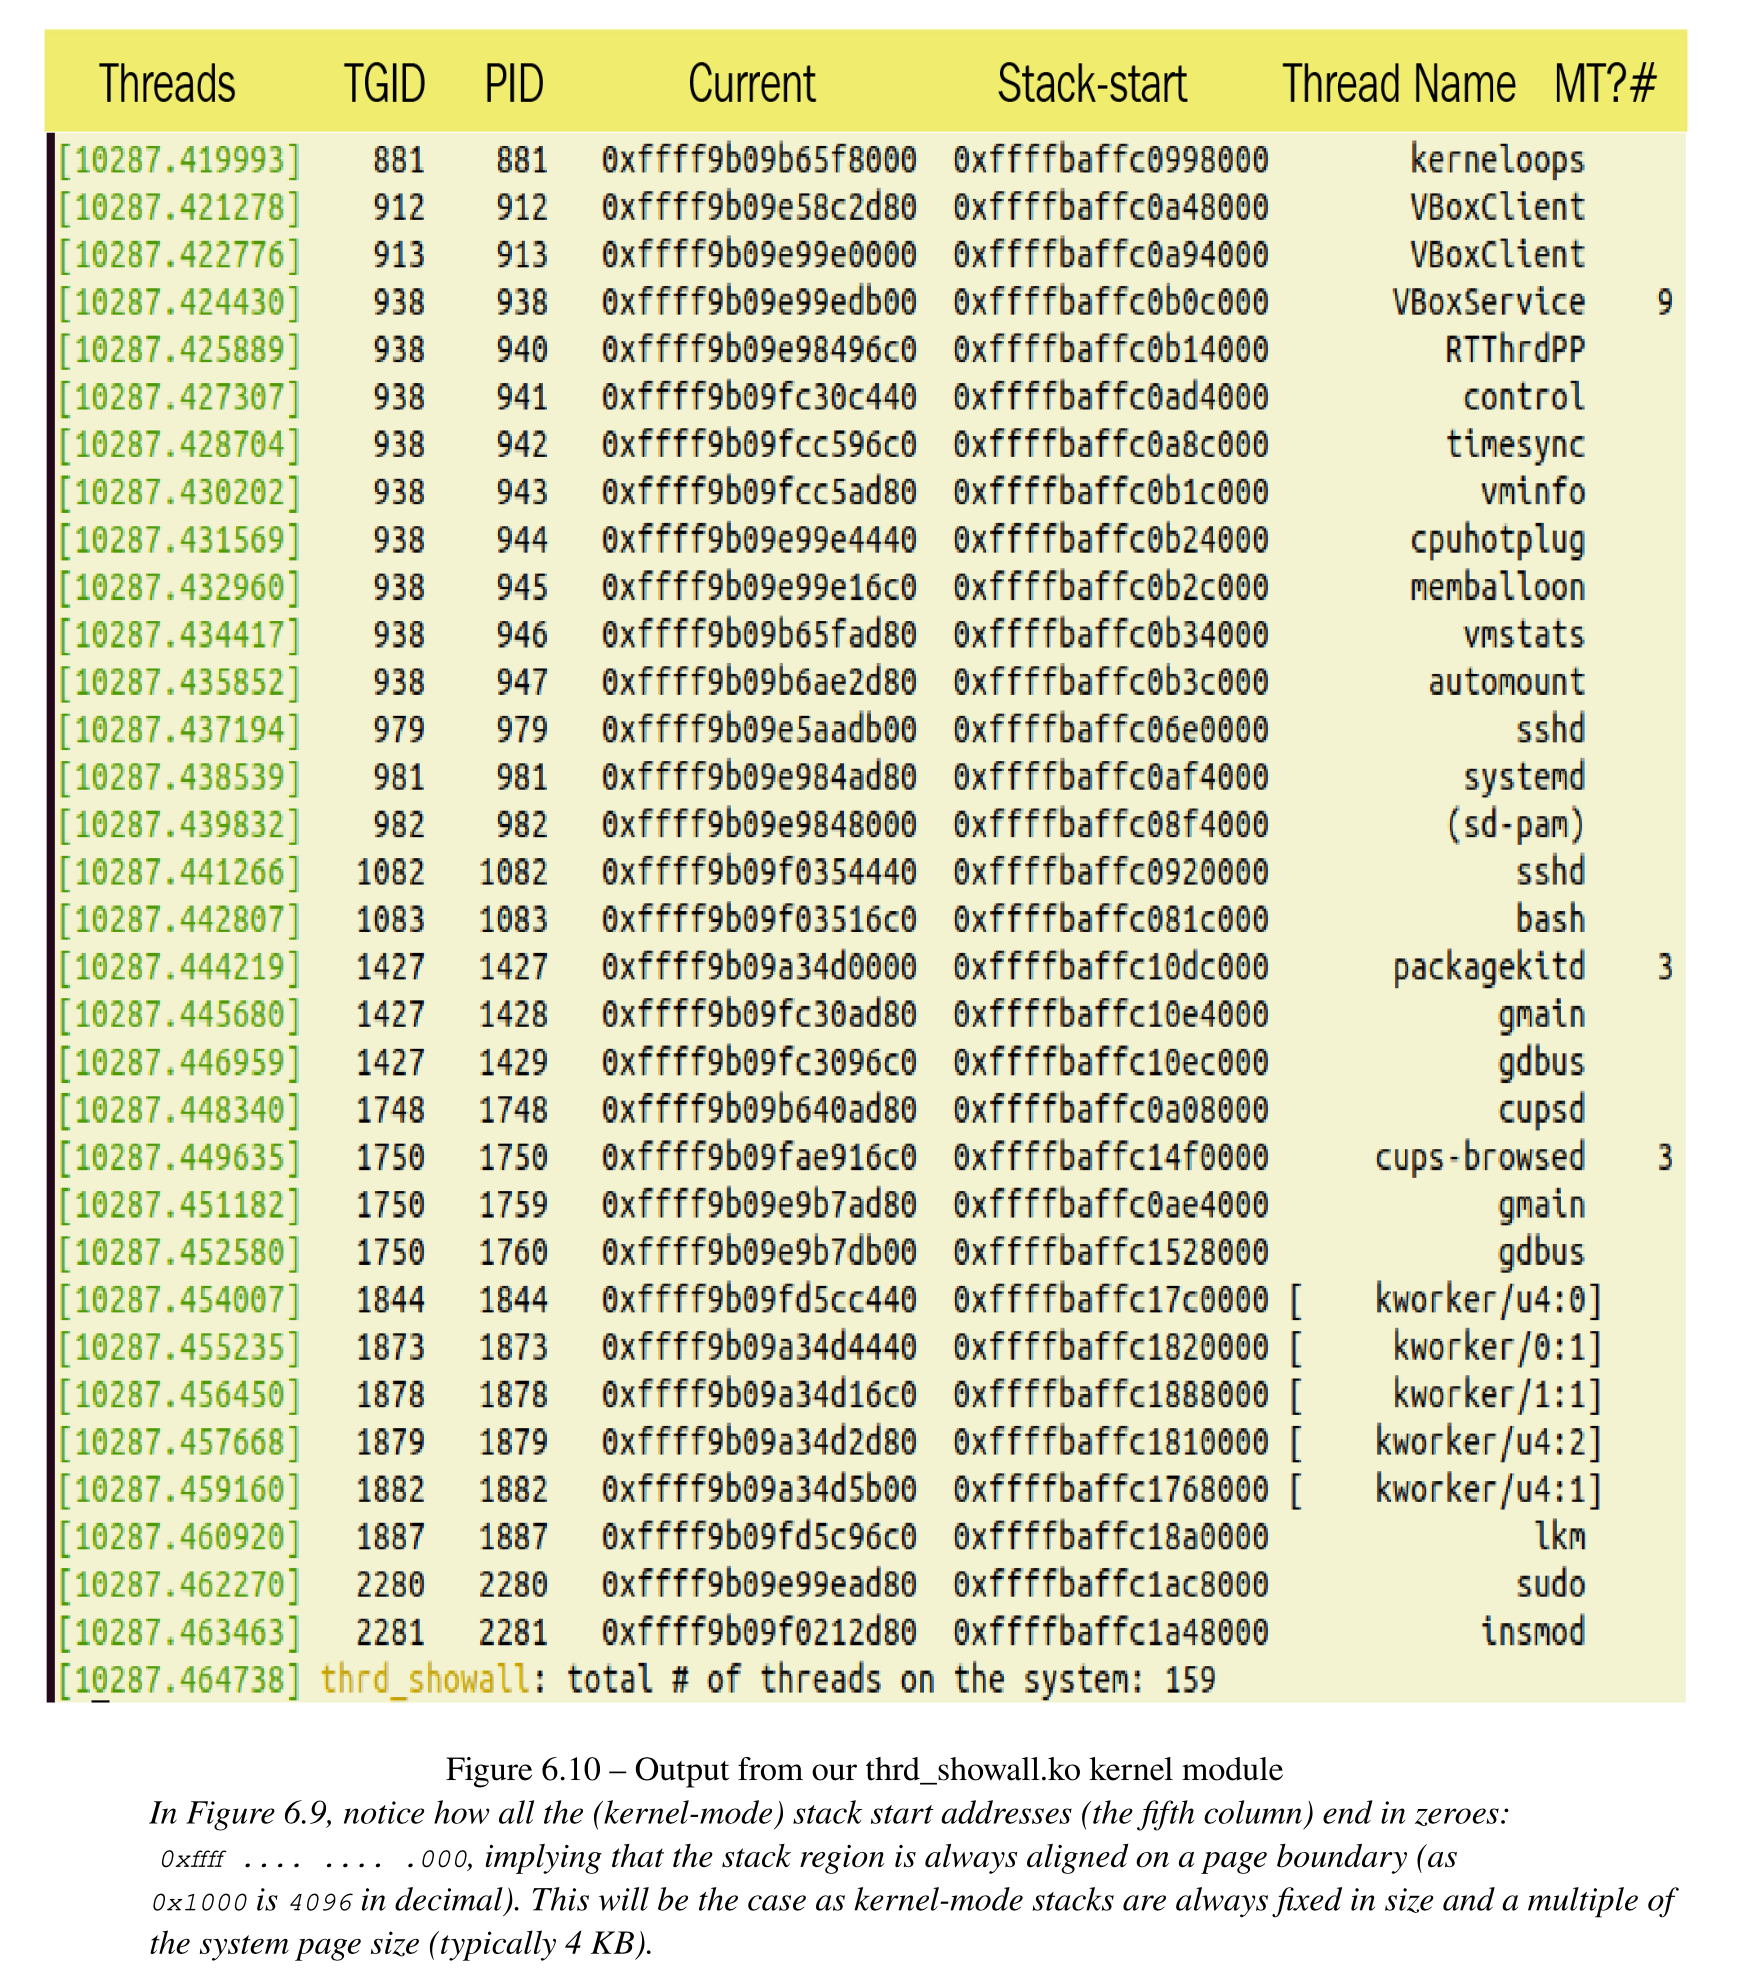 Threads TGID PID Current Stack-start Thread Name MT?#
[10287.419993] 881 881 0xffff9b09b65f8000 0xffffbaffc0998000 kerneloops
[10287.421278] 912 912 0xffff9b09e58c2d80 0xffffbaffc0a48000 VBoxClient
[10287.422776] 913 913 0xffff9b09e99e0000 0xffffbaffc0a94000 VBoxClient
[10287.424430] 938 938 0xffff9b09e99edb00 0xffffbaffc0b0c000 VBoxService 9
[10287.425889] 938 940 0xffff9b09e98496c0 0xffffbaffc0b14000 RTThrdPP
[10287.427307] 938 941 0xffff9b09fc30c440 0xffffbaffc0ad4000 control
[10287.428704] 938 942 0xffff9b09fcc596c0 0xffffbaffc0a8c000 timesync
[10287.430202] 938 943 0xffff9b09fcc5ad80 0xffffbaffc0b1c000 vminfo
[10287.431569] 938 944 0xffff9b09e99e4440 0xffffbaffc0b24000 cpuhotplug
[10287.432960] 938 945 0xffff9b09e99e16c0 0xffffbaffc0b2c000 memballoon
[10287.434417] 938 946 0xffff9b09b65fad80 0xffffbaffc0b34000 vmstats
[10287.435852] 938 947 0xffff9b09b6ae2d80 0xffffbaffc0b3c000 automount
[10287.437194] 979 979 0xffff9b09e5aadb00 0xffffbaffc06e0000 sshd
[10287.438539] 981 981 0xffff9b09e984ad80 0xffffbaffc0af4000 systemd
[10287.439832] 982 982 0xffff9b09e9848000 0xffffbaffc08f4000 (sd-pam)
[10287.441266] 1082 1082 0xffff9b09f0354440 0xffffbaffc0920000 sshd
[10287.442807] 1083 1083 0xffff9b09f03516c0 0xffffbaffc081c000 bash
[10287.444219] 1427 1427 0xffff9b09a34d0000 0xffffbaffc10dc000 packagekitd 3
[10287.445680] 1427 1428 0xffff9b09fc30ad80 0xffffbaffc10e4000 gmain
[10287.446959] 1427 1429 0xffff9b09fc3096c0 0xffffbaffc10ec000 gdbus
[10287.448340] 1748 1748 0xffff9b09b640ad80 0xffffbaffc0a08000 cupsd
[10287.449635] 1750 1750 0xffff9b09fae916c0 0xffffbaffc14f0000 cups-browsed 3
[10287.451182] 1750 1759 0xffff9b09e9b7ad80 0xffffbaffc0ae4000 gmain
[10287.452580] 1750 1760 0xffff9b09e9b7db00 0xffffbaffc1528000 gdbus
[10287.454007] 1844 1844 0xffff9b09fd5cc440 0xffffbaffc17c0000 [ kworker/u4:0]
[10287.455235] 1873 1873 0xffff9b09a34d4440 0xffffbaffc1820000 [ kworker/0:1]
[10287.456450] 1878 1878 0xffff9b09a34d16c0 0xffffbaffc1888000 [ kworker/1:1]
[10287.457668] 1879 1879 0xffff9b09a34d2d80 0xffffbaffc1810000 [ kworker/u4:2]
[10287.459160] 1882 1882 0xffff9b09a34d5b00 0xffffbaffc1768000 [ kworker/u4:1]
[10287.460920] 1887 1887 0xffff9b09fd5c96c0 0xffffbaffc18a0000 lkm
[10287.462270] 2280 2280 0xffff9b09e99ead80 0xffffbaffc1ac8000 sudo
[10287.463463] 2281 2281 0xffff9b09f0212d80 0xffffbaffc1a48000 insmod
[10287.464738] thrd_showall: total # of threads on the system: 159
Figure 6.10 – Output from our thrd_showall.ko kernel module
In Figure 6.9, notice how all the (kernel-mode) stack start addresses (the fifth column) end in zeroes:
0xffff .... .... .000, implying that the stack region is always aligned on a page boundary (as
0x1000 is 4096 in decimal). This will be the case as kernel-mode stacks are always fixed in size and a multiple of
the system page size (typically 4 KB).